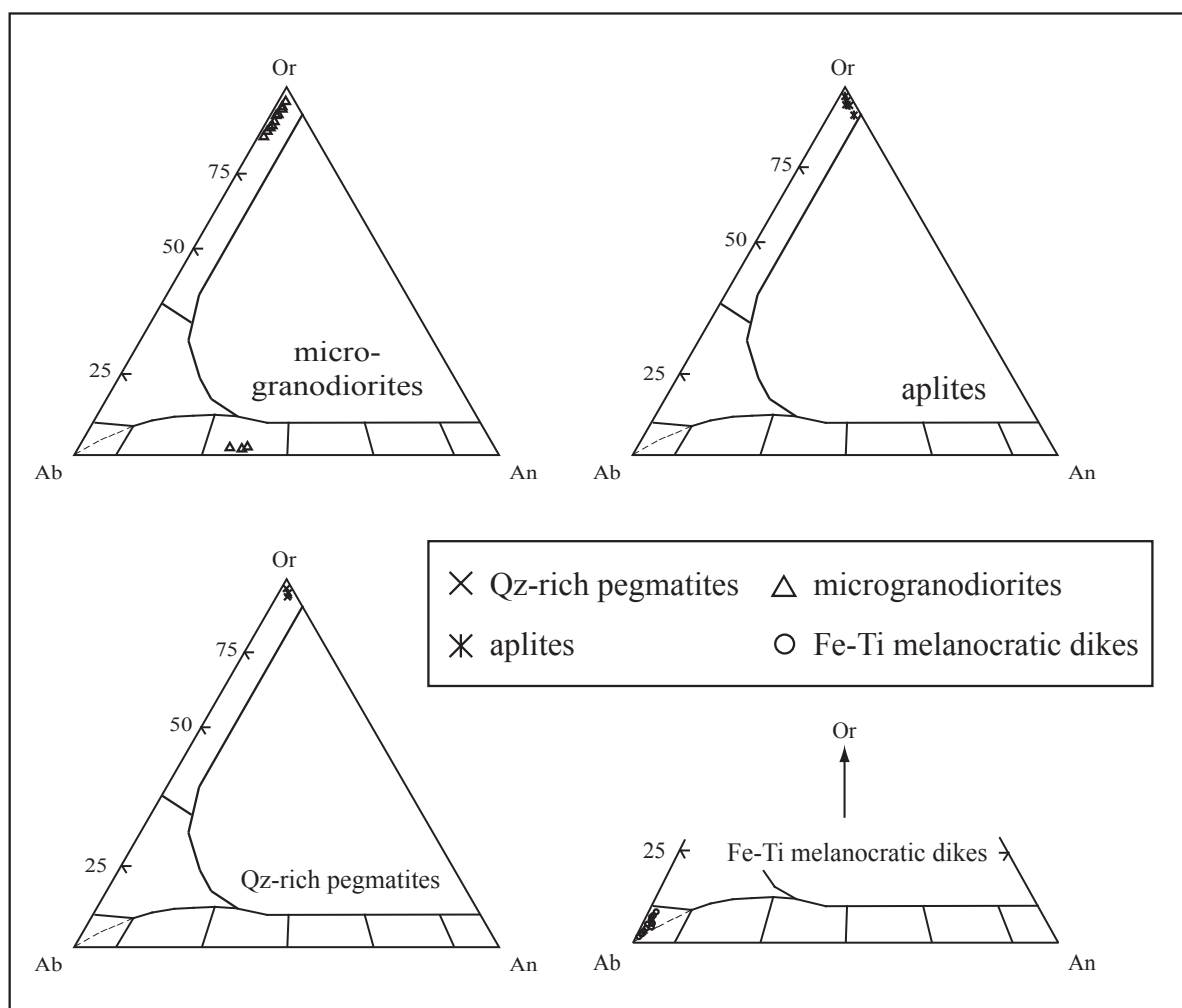 Or
75
50
25
micro-
granodiorites
Ab
An
Or
75
50
25
aplites
Ab
An
Qz-rich pegmatites
microgranodiorites
aplites
Fe-Ti melanocratic dikes
Or
75
50
25
Qz-rich pegmatites
Ab
An
Or
25
Fe-Ti melanocratic dikes
Ab
An